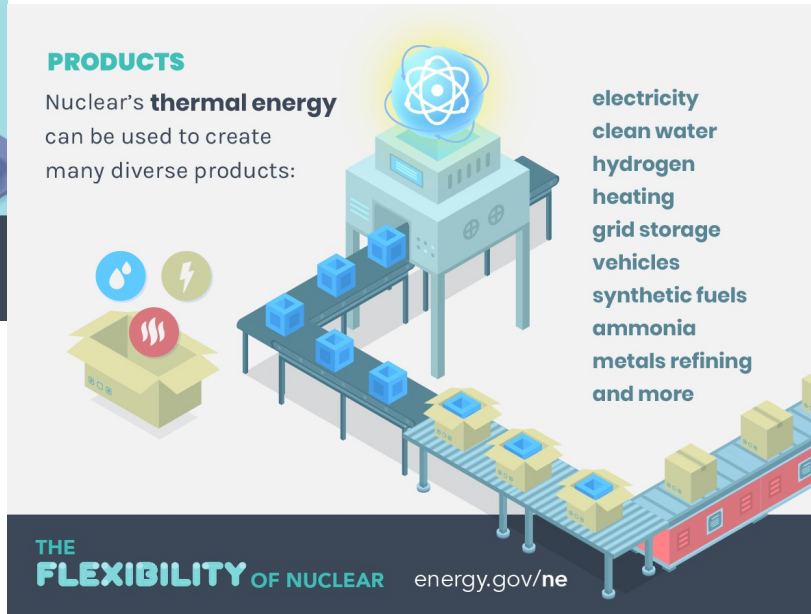 PRODUCTS
Nuclear's thermal energy
can be used to create
many diverse products:
electricity
clean water
hydrogen
heating
grid storage
vehicles
synthetic fuels
ammonia
metals refining
and more
THE
FLEXIBILITY OF NUCLEAR energy.gov/ne